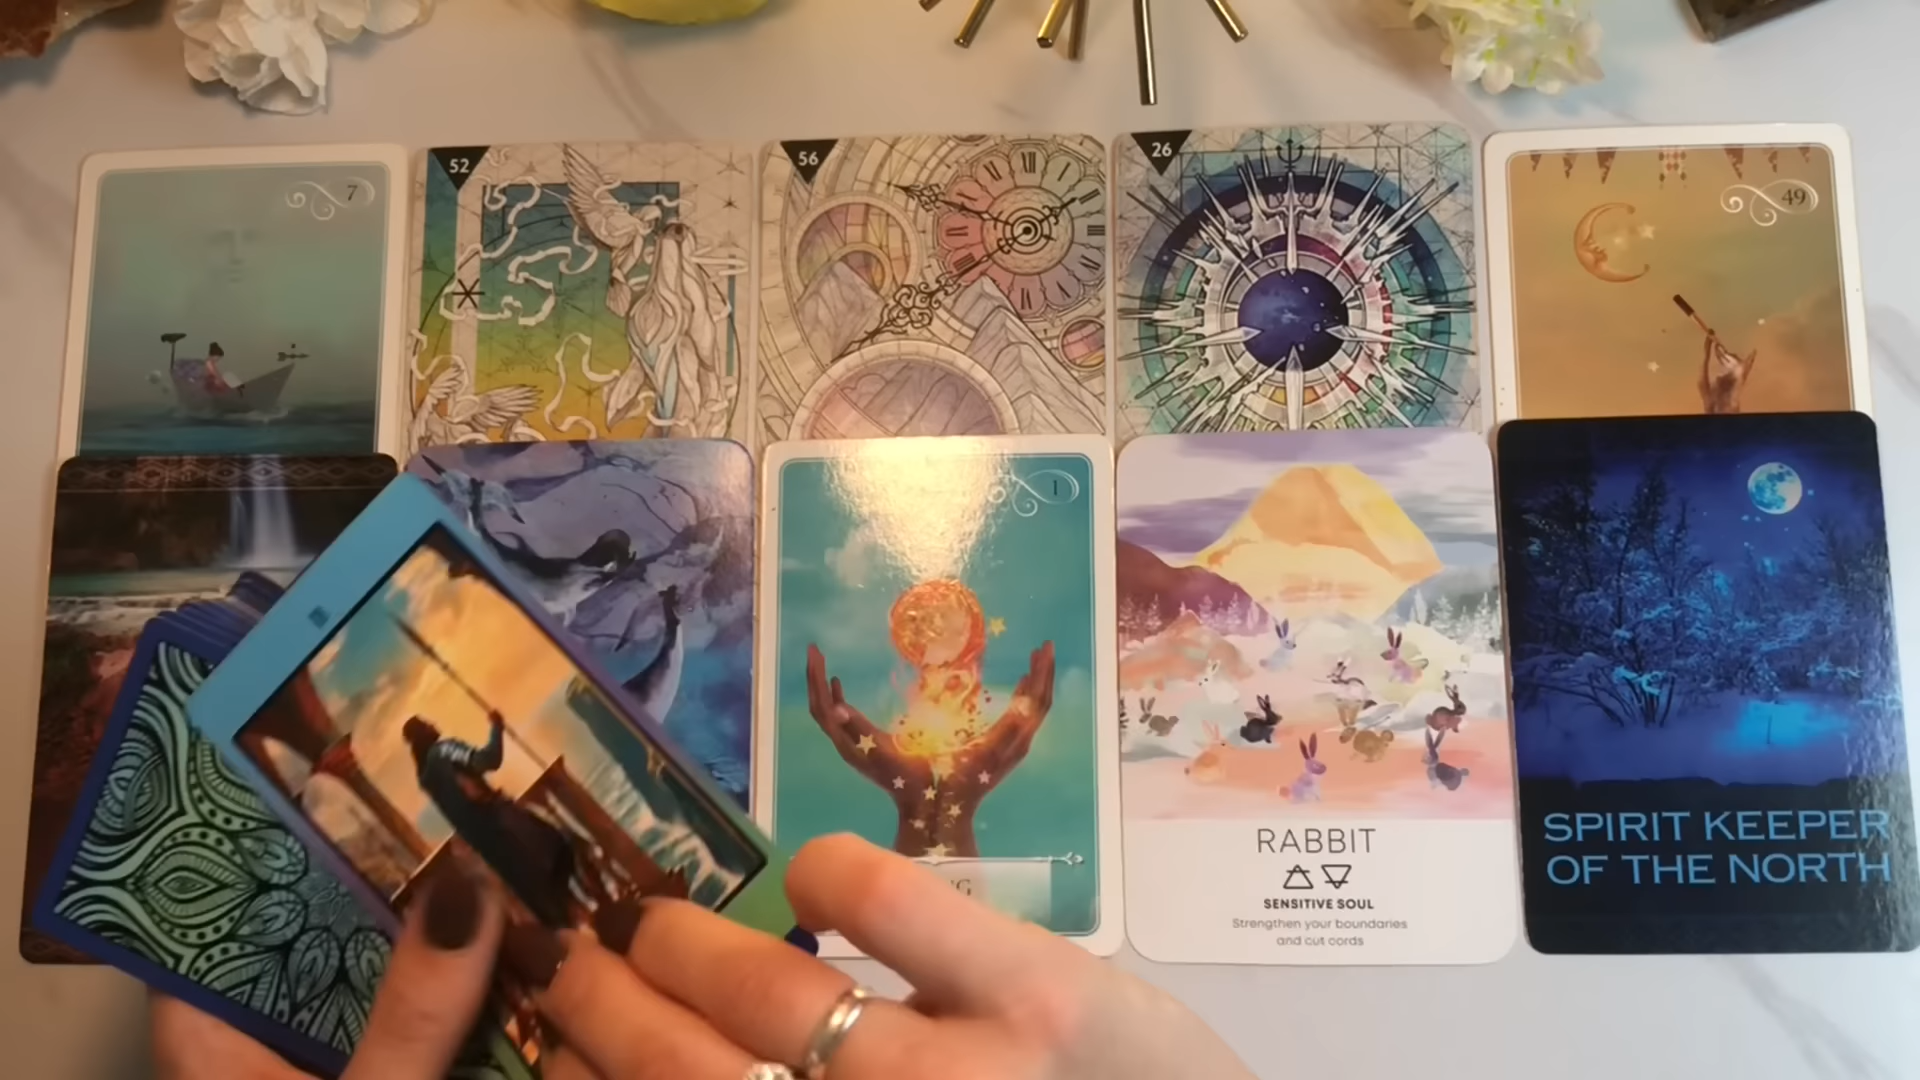 7
52
56
26
49
1
RABBIT
SENSITIVE SOUL
Strengthen your boundaries
and cut cords
SPIRIT KEEPER
OF THE NORTH